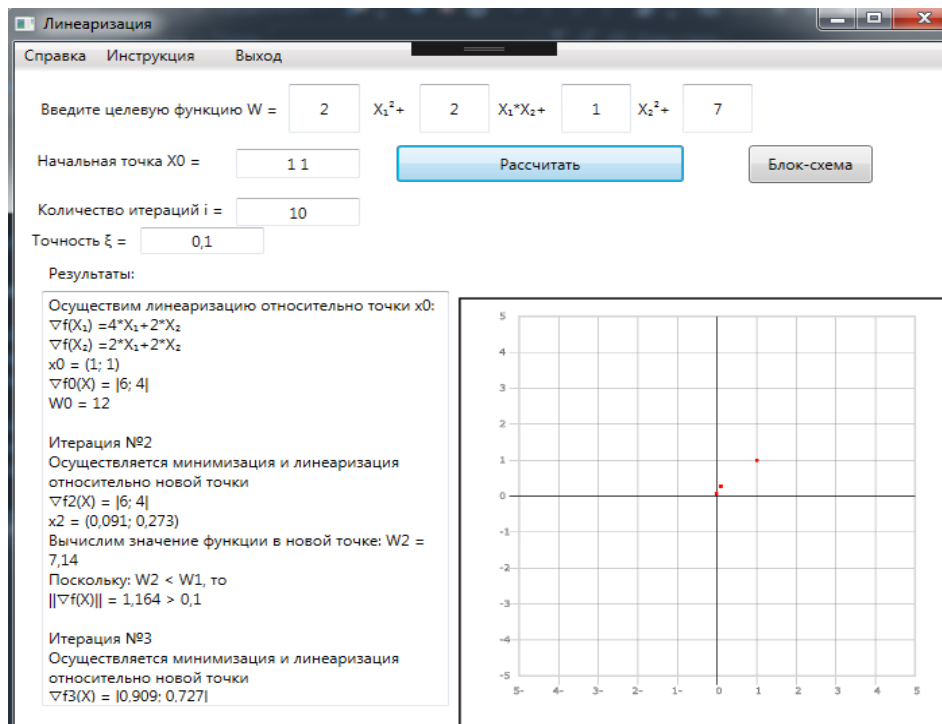 Линеаризация
Справка Инструкция Выход
Введите целевую функцию W = 2 X₁²+ 2 X₁*X₂+ 1 X₂²+ 7
Начальная точка X0 = 1 1 Рассчитать Блок-схема
Количество итераций i = 10
Точность ξ = 0,1
Результаты:
Осуществим линеаризацию относительно точки x0:
▽f(X₁) =4*X₁+2*X₂
▽f(X₂) =2*X₁+2*X₂
x0 = (1; 1)
▽f0(X) = |6; 4|
W0 = 12
Итерация №2
Осуществляется минимизация и линеаризация
относительно новой точки
▽f2(X) = |6; 4|
x2 = (0,091; 0,273)
Вычислим значение функции в новой точке: W2 =
7,14
Поскольку: W2 < W1, то
||▽f(X)|| = 1,164 > 0,1
Итерация №3
Осуществляется минимизация и линеаризация
относительно новой точки
▽f3(X) = |0,909; 0,727|
5
4
3
2
1
0
-1
-2
-3
-4
-5
5- 4- 3- 2- 1- 0 1 2 3 4 5